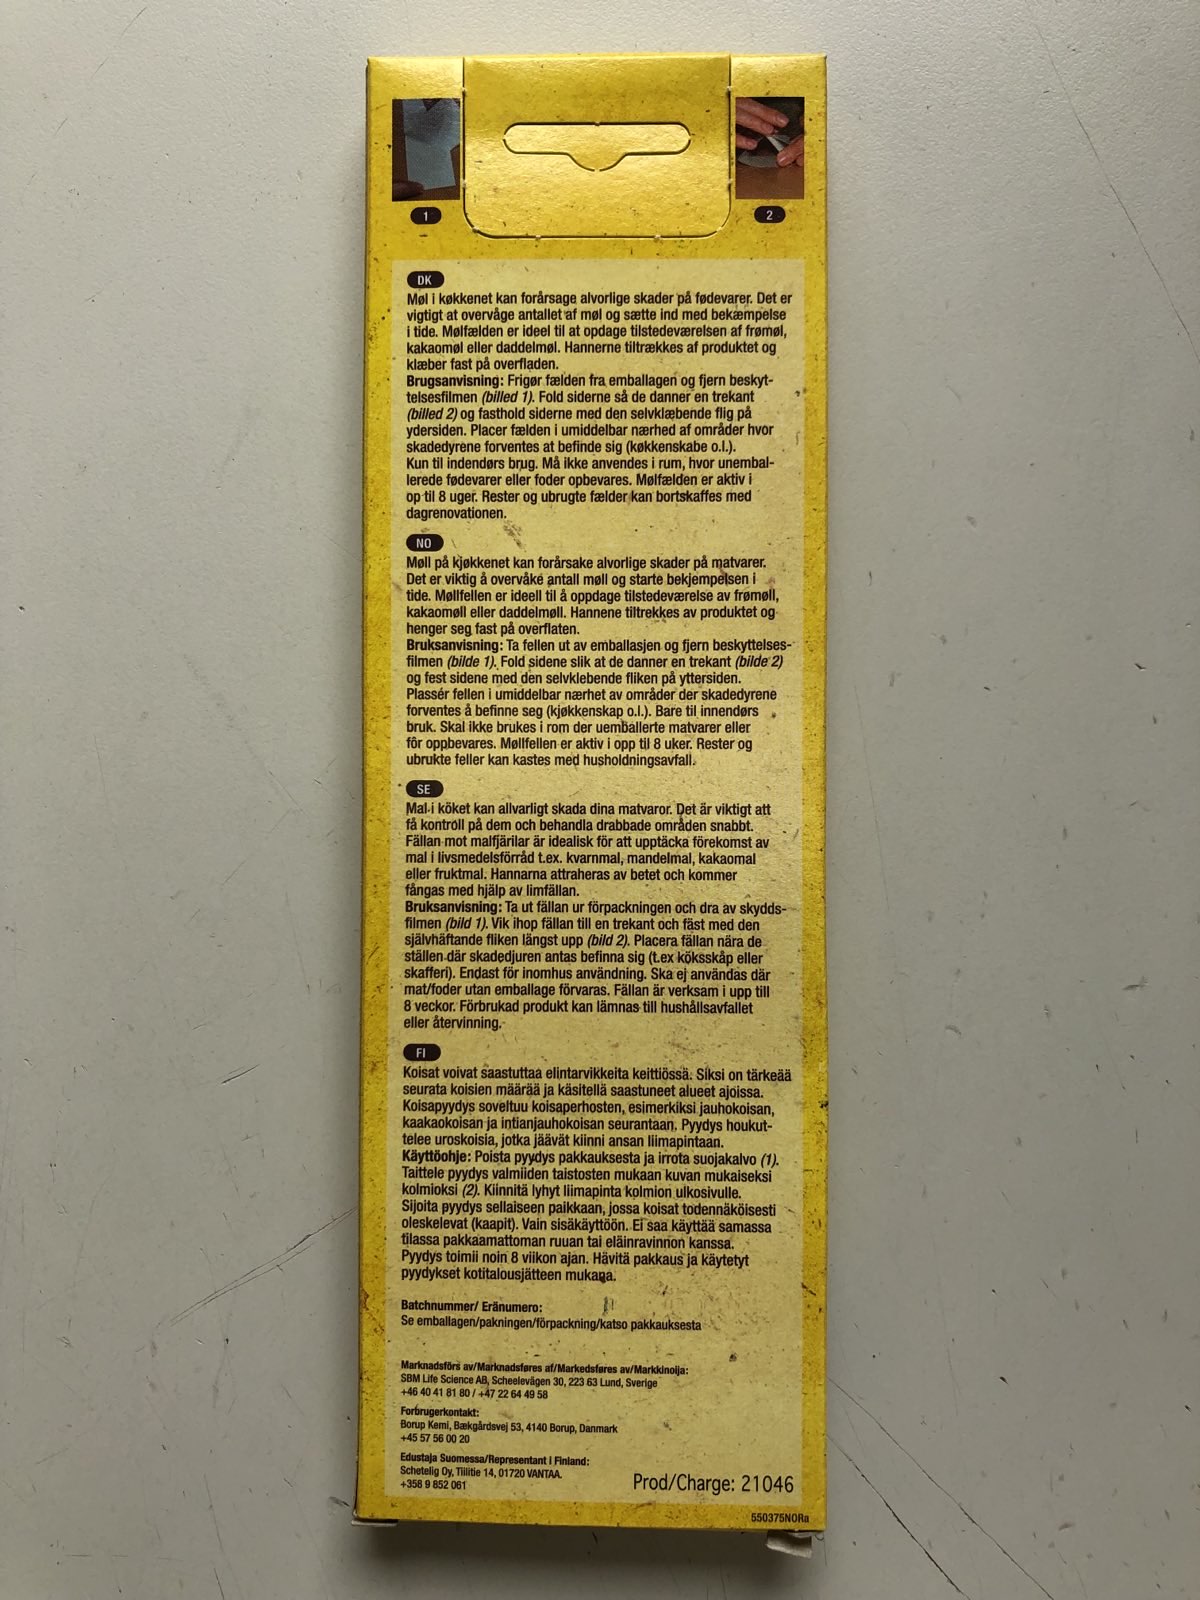 1
2
DK
Møl i køkkenet kan forårsage alvorlige skader på fødevarer. Det er
vigtigt at overvåge antallet af møl og sætte ind med bekæmpelse
i tide. Mølfælden er ideel til at opdage tilstedeværelsen af frømøl,
kakaomøl eller daddelmøl. Hannerne tiltrækkes af produktet og
klæber fast på overfladen.
Brugsanvisning: Frigør fælden fra emballagen og fjern beskyt-
telsesfilmen (billed 1). Fold siderne så de danner en trekant
(billed 2) og fasthold siderne med den selvklæbende flig på
ydersiden. Placer fælden i umiddelbar nærhed af områder hvor
skadedyrene forventes at befinde sig (køkkenskabe o.l.).
Kun til indendørs brug. Må ikke anvendes i rum, hvor unembal-
lerede fødevarer eller foder opbevares. Mølfælden er aktiv i
op til 8 uger. Rester og ubrugte fælder kan bortskaffes med
dagrenovationen.
NO
Møll på kjøkkenet kan forårsake alvorlige skader på matvarer.
Det er viktig å overvåke antall møll og starte bekjempelsen i
tide. Møllfellen er ideell til å oppdage tilstedeværelse av frømøll,
kakaomøll eller daddelmøll. Hannene tiltrekkes av produktet og
henger seg fast på overflaten.
Bruksanvisning: Ta fellen ut av emballasjen og fjern beskyttelses-
filmen (bilde 1). Fold sidene slik at de danner en trekant (bilde 2)
og fest sidene med den selvklebende fliken på yttersiden.
Plassér fellen i umiddelbar nærhet av områder der skadedyrene
forventes å befinne seg (kjøkkenskap o.l.). Bare til innendørs
bruk. Skal ikke brukes i rom der uemballerte matvarer eller
fôr oppbevares. Møllfellen er aktiv i opp til 8 uker. Rester og
ubrukte feller kan kastes med husholdningsavfall.
SE
Mal i köket kan allvarligt skada dina matvaror. Det är viktigt att
få kontroll på dem och behandla drabbade områden snabbt.
Fällan mot malfjärilar är idealisk för att upptäcka förekomst av
mal i livsmedelsförråd t.ex. kvarnmal, mandelmal, kakaomal
eller fruktmal. Hannarna attraheras av betet och kommer
fångas med hjälp av limfällan.
Bruksanvisning: Ta ut fällan ur förpackningen och dra av skydds-
filmen (bild 1). Vik ihop fällan till en trekant och fäst med den
självhäftande fliken längst upp (bild 2). Placera fällan nära de
ställen där skadedjuren antas befinna sig (t.ex köksskåp eller
skafferi). Endast för inomhus användning. Ska ej användas där
mat/foder utan emballage förvaras. Fällan är verksam i upp till
8 veckor. Förbrukad produkt kan lämnas till hushållsavfallet
eller återvinning.
FI
Koisat voivat saastuttaa elintarvikkeita keittiössä. Siksi on tärkeää
seurata koisien määrää ja käsitellä saastuneet alueet ajoissa.
Koisapyydys soveltuu koisaperhosten, esimerkiksi jauhokoisan,
kaakaokoisan ja intianjauhokoisan seurantaan. Pyydys houkut-
telee uroskoisia, jotka jäävät kiinni ansan liimapintaan.
Käyttöohje: Poista pyydys pakkauksesta ja irrota suojakalvo (1).
Taittele pyydys valmiiden taistosten mukaan kuvan mukaiseksi
kolmioksi (2). Kiinnitä lyhyt liimapinta kolmion ulkosivulle.
Sijoita pyydys sellaiseen paikkaan, jossa koisat todennäköisesti
oleskelevat (kaapit). Vain sisäkäyttöön. Ei saa käyttää samassa
tilassa pakkaamattoman ruuan tai eläinravinnon kanssa.
Pyydys toimii noin 8 viikon ajan. Hävitä pakkaus ja käytetyt
pyydykset kotitalousjätteen mukana.
Batchnummer/ Eränumero:
Se emballagen/pakningen/förpackning/katso pakkauksesta
Marknadsförs av/Marknadsføres af/Markedsføres av/Markkinoija:
SBM Life Science AB, Scheelevägen 30, 223 63 Lund, Sverige
+46 40 41 81 80 / +47 22 64 49 58
Forbrugerkontakt:
Borup Kemi, Bækgårdsvej 53, 4140 Borup, Danmark
+45 57 56 00 20
Edustaja Suomessa/Representant i Finland:
Schetelig Oy, Tiilitie 14, 01720 VANTAA.
+358 9 852 061
Prod/Charge: 21046
550375NORa